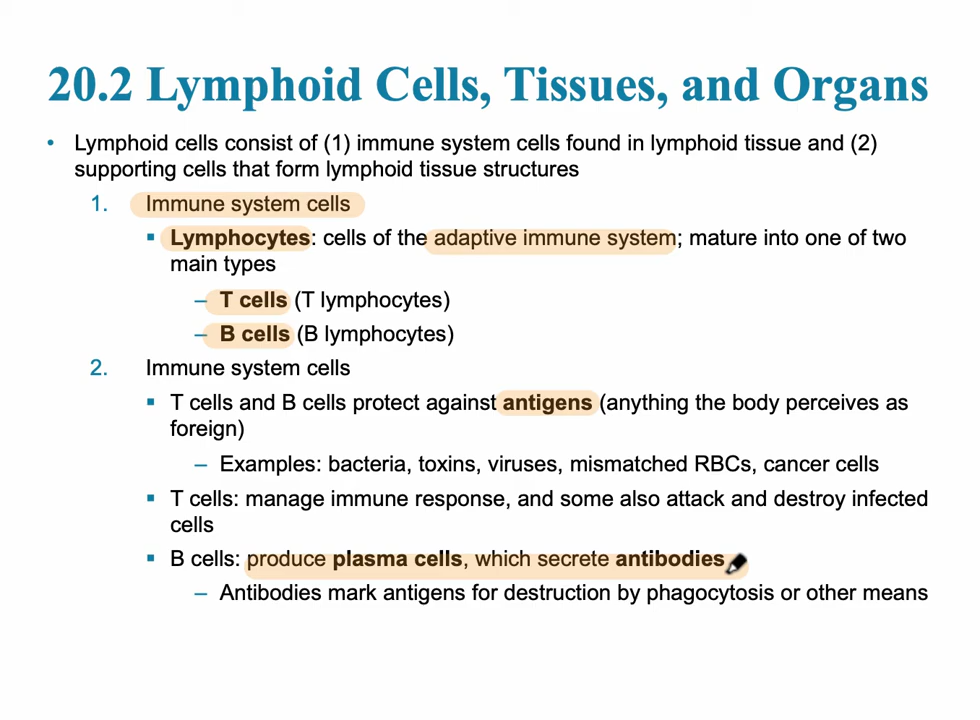 20.2 Lymphoid Cells, Tissues, and Organs
• Lymphoid cells consist of (1) immune system cells found in lymphoid tissue and (2)
supporting cells that form lymphoid tissue structures
1. Immune system cells
▪ Lymphocytes: cells of the adaptive immune system; mature into one of two
main types
– T cells (T lymphocytes)
– B cells (B lymphocytes)
2. Immune system cells
▪ T cells and B cells protect against antigens (anything the body perceives as
foreign)
– Examples: bacteria, toxins, viruses, mismatched RBCs, cancer cells
▪ T cells: manage immune response, and some also attack and destroy infected
cells
▪ B cells: produce plasma cells, which secrete antibodies
– Antibodies mark antigens for destruction by phagocytosis or other means